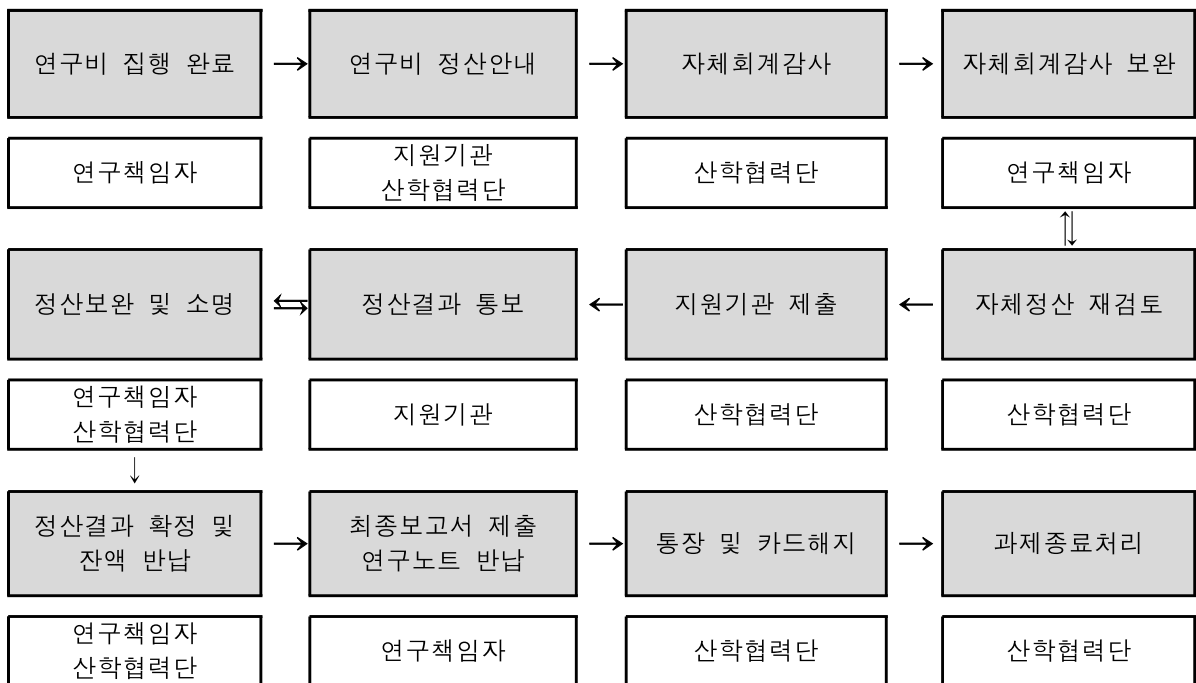 연구비 집행 완료
→
연구비 정산안내
→
자체회계감사
→
자체회계감사 보완
연구책임자
지원기관
산학협력단
산학협력단
연구책임자
⇅
정산보완 및 소명
⇆
정산결과 통보
←
지원기관 제출
←
자체정산 재검토
연구책임자
산학협력단
지원기관
산학협력단
산학협력단
↓
정산결과 확정 및
잔액 반납
→
최종보고서 제출
연구노트 반납
→
통장 및 카드해지
→
과제종료처리
연구책임자
산학협력단
연구책임자
산학협력단
산학협력단